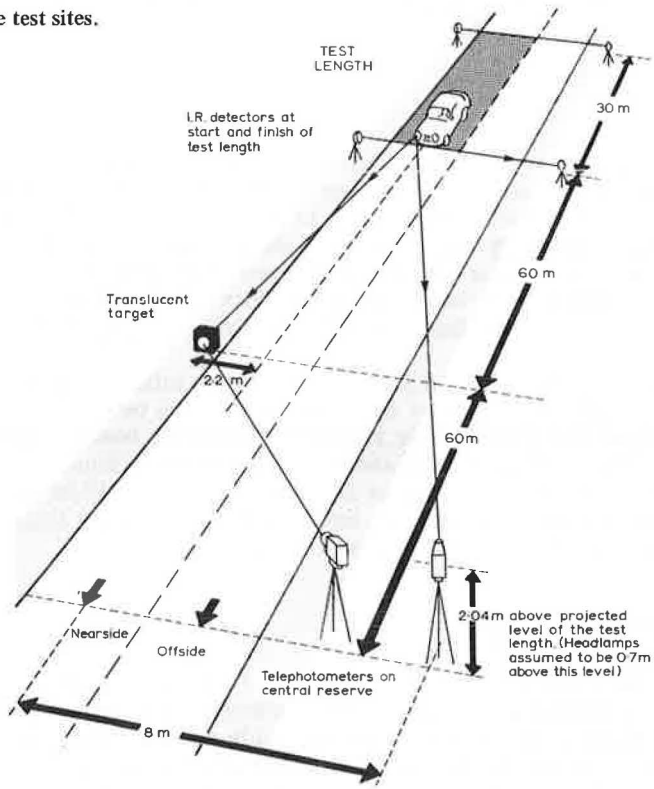 e test sites.
TEST
LENGTH
I.R. detectors at
start and finish of
test length
30 m
60 m
Translucent
target
2·2 m
60m
2·04m above projected
level of the test
length. (Headlamps
assumed to be 0·7m
above this level)
Nearside
Offside
Telephotometers on
central reserve
8 m